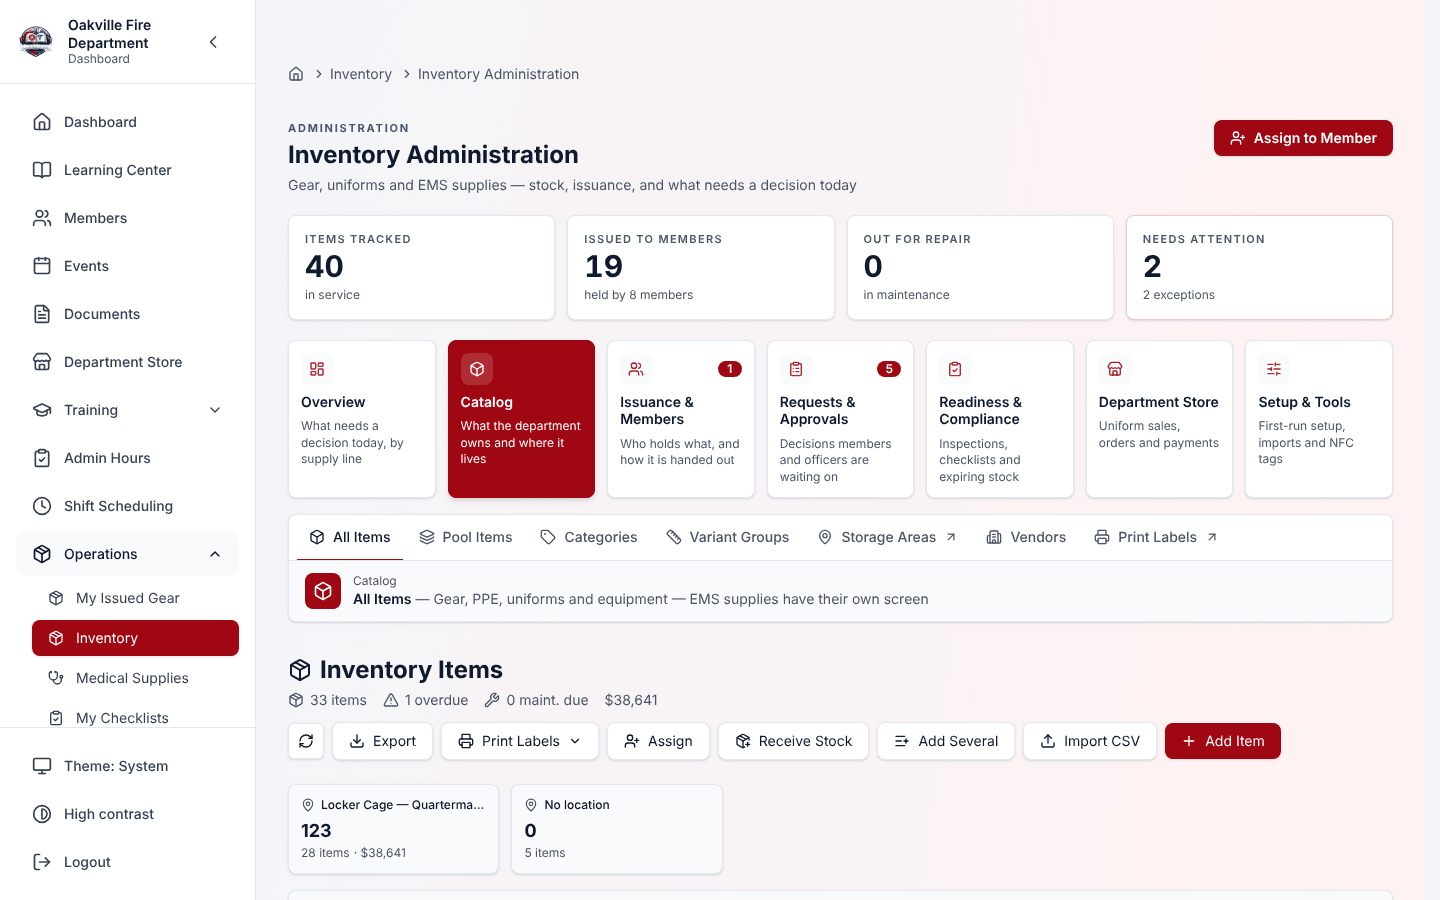 Oakville Fire
Department
Dashboard
Dashboard
Learning Center
Members
Events
Documents
Department Store
Training
Admin Hours
Shift Scheduling
Operations
My Issued Gear
Inventory
Medical Supplies
My Checklists
Theme: System
High contrast
Logout
Inventory
Inventory Administration
ADMINISTRATION
Inventory Administration
Gear, uniforms and EMS supplies — stock, issuance, and what needs a decision today
Assign to Member
ITEMS TRACKED
40
in service
ISSUED TO MEMBERS
19
held by 8 members
OUT FOR REPAIR
0
in maintenance
NEEDS ATTENTION
2
2 exceptions
Overview
What needs a
decision today, by
supply line
Catalog
What the department
owns and where it
lives
1
Issuance &
Members
Who holds what, and
how it is handed out
5
Requests &
Approvals
Decisions members
and officers are
waiting on
Readiness &
Compliance
Inspections,
checklists and
expiring stock
Department Store
Uniform sales,
orders and payments
Setup & Tools
First-run setup,
imports and NFC
tags
All Items
Pool Items
Categories
Variant Groups
Storage Areas
Vendors
Print Labels
Catalog
All Items — Gear, PPE, uniforms and equipment — EMS supplies have their own screen
Inventory Items
33 items
1 overdue
0 maint. due
$38,641
Export
Print Labels
Assign
Receive Stock
Add Several
Import CSV
Add Item
Locker Cage — Quarterma...
123
28 items · $38,641
No location
0
5 items